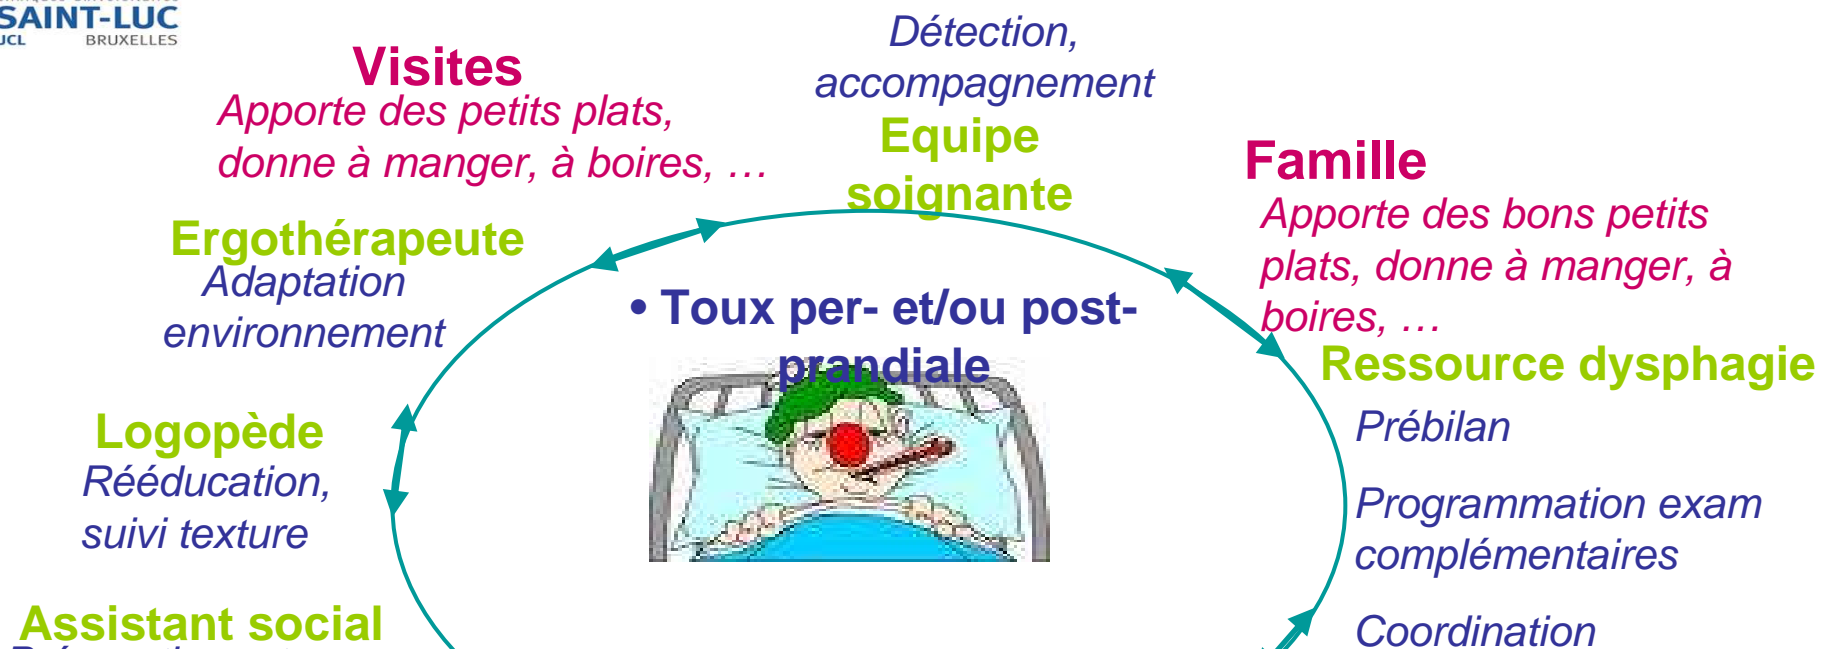 SAINT-LUC
UCL BRUXELLES
Détection,
accompagnement
Equipe
soignante
Visites
Apporte des petits plats,
donne à manger, à boires, …
Famille
Apporte des bons petits
plats, donne à manger, à
boires, …
Ergothérapeute
Adaptation
environnement
• Toux per- et/ou post-
prandiale
Ressource dysphagie
Prébilan
Programmation exam
complémentaires
Coordination
Logopède
Rééducation,
suivi texture
Assistant social